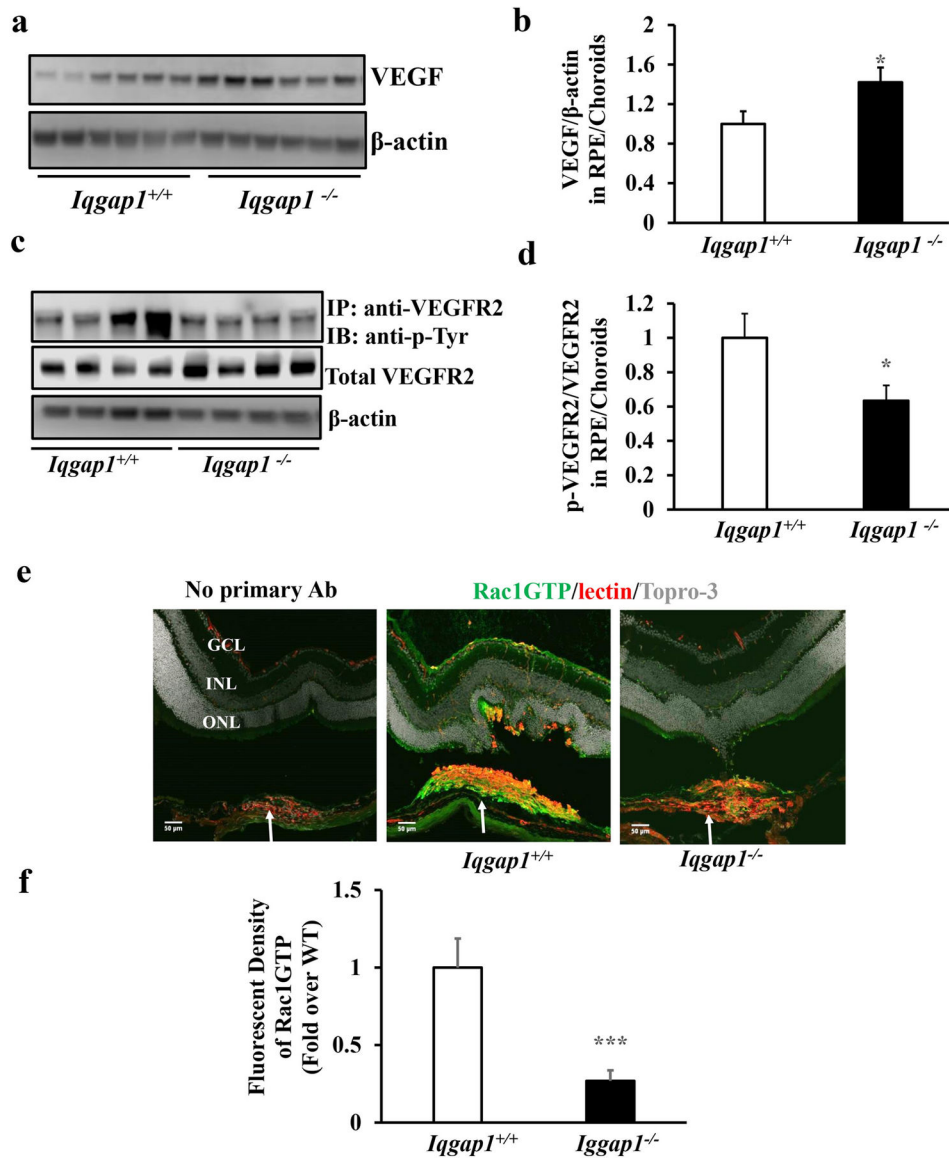 a
VEGF
β-actin
Iqgap1+/+ Iqgap1 -/-
b
VEGF/β-actin
in RPE/Choroids
2
1.6
1.2
0.8
0.4
0
*
Iqgap1+/+ Iqgap1 -/-
c
IP: anti-VEGFR2
IB: anti-p-Tyr
Total VEGFR2
β-actin
Iqgap1+/+ Iqgap1 -/-
d
p-VEGFR2/VEGFR2
in RPE/Choroids
1.2
1
0.8
0.6
0.4
0.2
0
*
Iqgap1+/+ Iqgap1 -/-
e
No primary Ab Rac1GTP/lectin/Topro-3
GCL
INL
ONL
50 μm 50 μm 50 μm
Iqgap1+/+ Iqgap1-/-
f
Fluorescent Density
of Rac1GTP
(Fold over WT)
1.5
1
0.5
0
***
Iqgap1+/+ Iggap1-/-